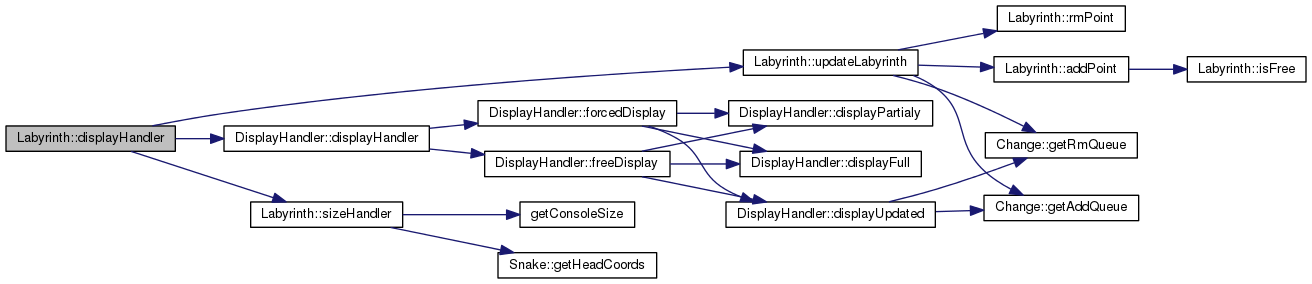 Labyrinth::rmPoint
Labyrinth::updateLabyrinth
Labyrinth::addPoint
Labyrinth::isFree
DisplayHandler::forcedDisplay
DisplayHandler::displayPartialy
Labyrinth::displayHandler
DisplayHandler::displayHandler
Change::getRmQueue
DisplayHandler::freeDisplay
DisplayHandler::displayFull
Change::getAddQueue
Labyrinth::sizeHandler
getConsoleSize
DisplayHandler::displayUpdated
Snake::getHeadCoords